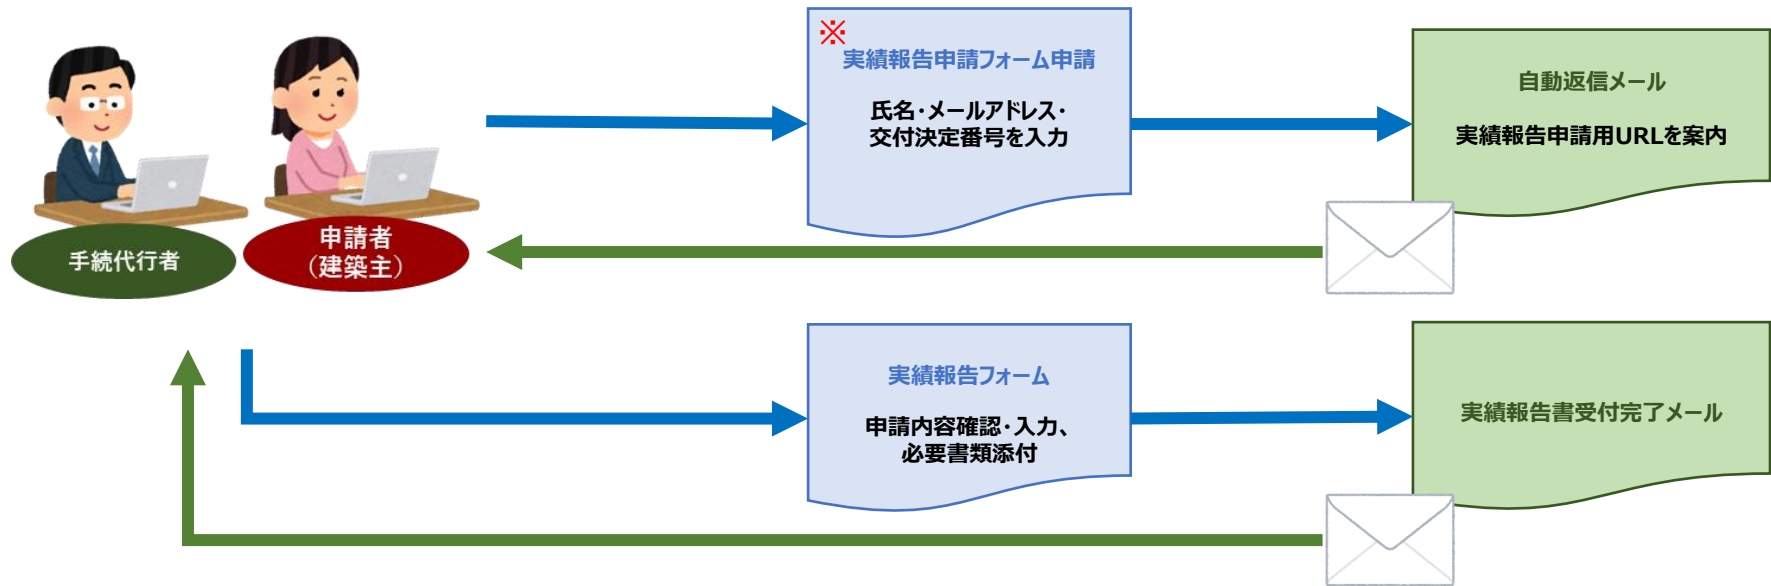 ※
実績報告申請フォーム申請
氏名・メールアドレス・
交付決定番号を入力
自動返信メール
実績報告申請用URLを案内
手続代行者
申請者
（建築主）
実績報告フォーム
申請内容確認・入力、
必要書類添付
実績報告書受付完了メール